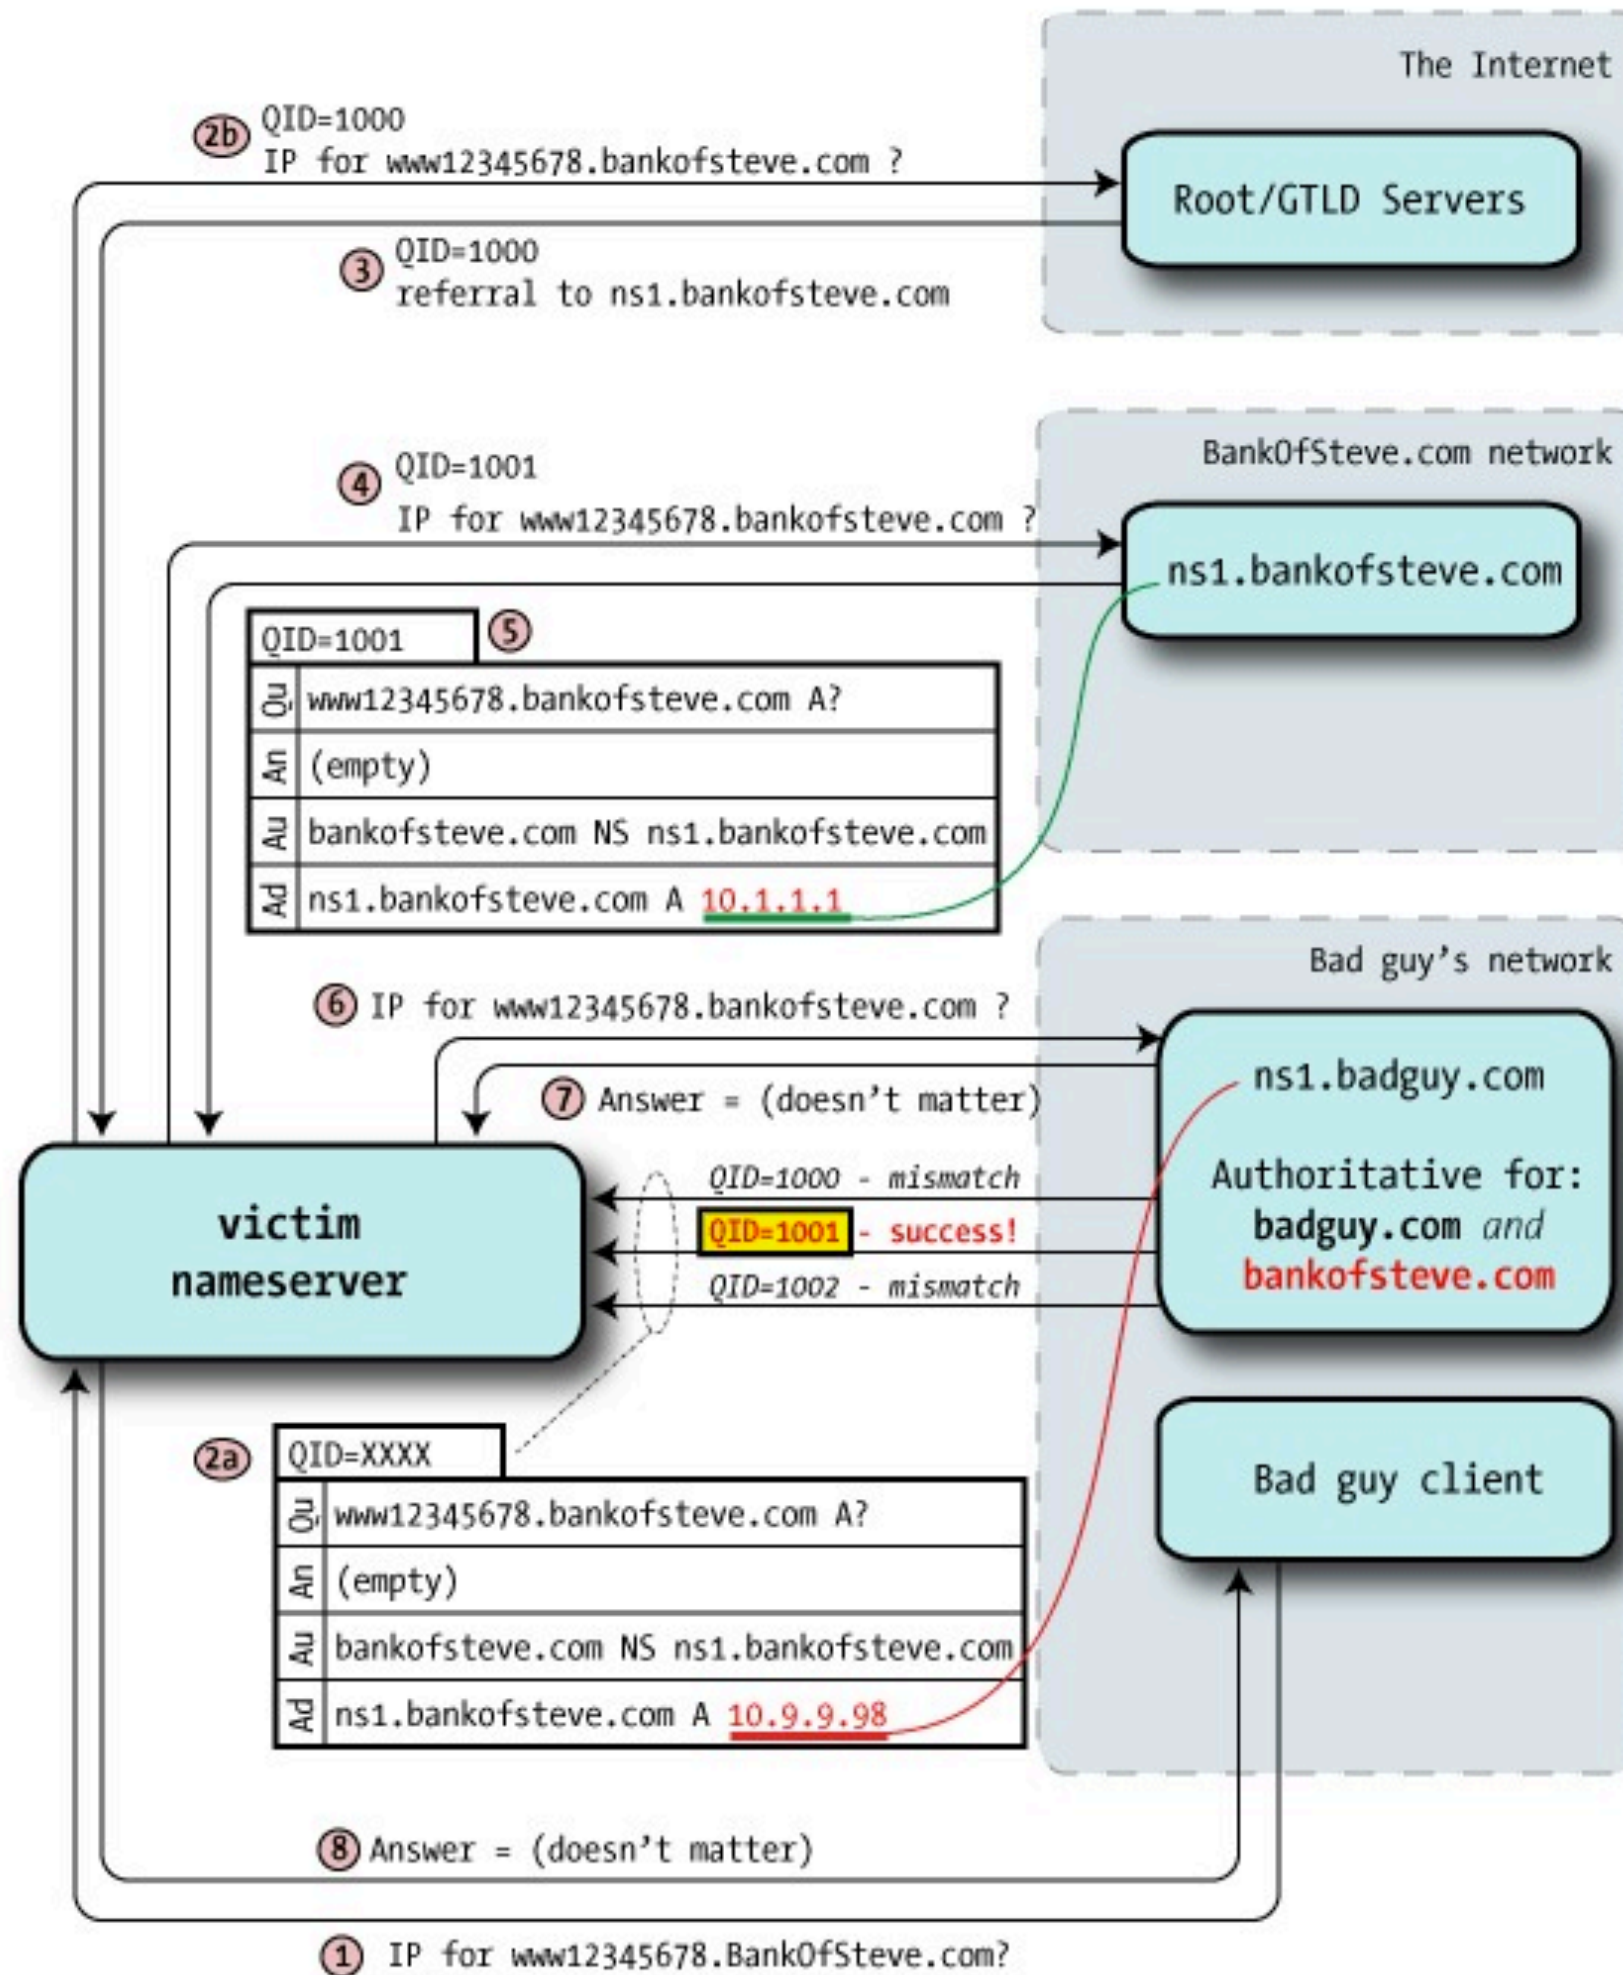 The Internet
2b
QID=1000
IP for www12345678.bankofsteve.com ?
Root/GTLD Servers
3
QID=1000
referral to ns1.bankofsteve.com
BankOfSteve.com network
4
QID=1001
IP for www12345678.bankofsteve.com ?
ns1.bankofsteve.com
QID=1001
5
Qu www12345678.bankofsteve.com A?
An (empty)
Au bankofsteve.com NS ns1.bankofsteve.com
Ad ns1.bankofsteve.com A 10.1.1.1
Bad guy's network
6 IP for www12345678.bankofsteve.com ?
7 Answer = (doesn't matter)
ns1.badguy.com
Authoritative for:
badguy.com and
bankofsteve.com
QID=1000 - mismatch
QID=1001 - success!
QID=1002 - mismatch
victim
nameserver
2a
QID=XXXX
Qu www12345678.bankofsteve.com A?
An (empty)
Au bankofsteve.com NS ns1.bankofsteve.com
Ad ns1.bankofsteve.com A 10.9.9.98
Bad guy client
8 Answer = (doesn't matter)
1 IP for www12345678.BankOfSteve.com?